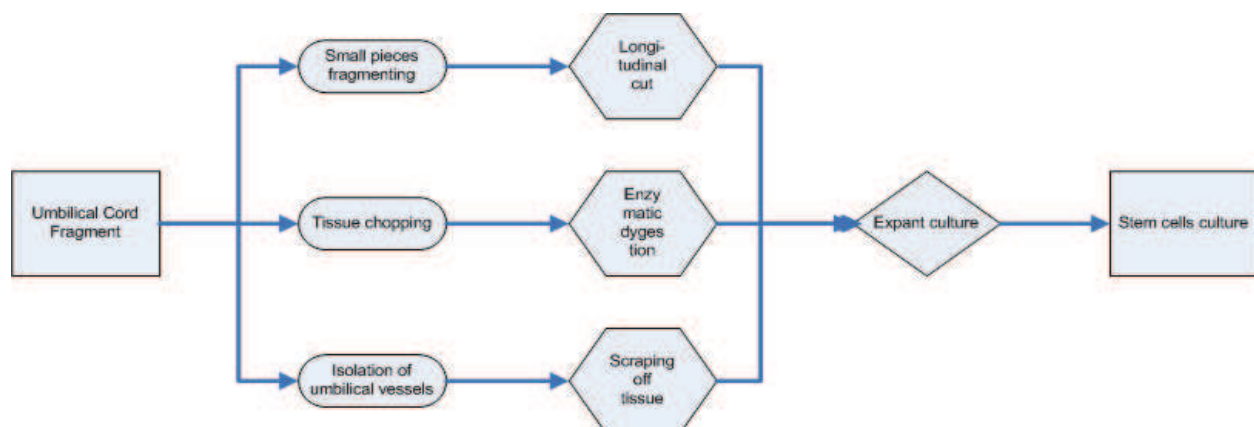 Small pieces
fragmenting
Longi-
tudinal
cut
Umbilical Cord
Fragment
Tissue chopping
Enzy
matic
dyges
tion
Expant culture
Stem cells culture
Isolation of
umbilical vessels
Scraping
off
tissue